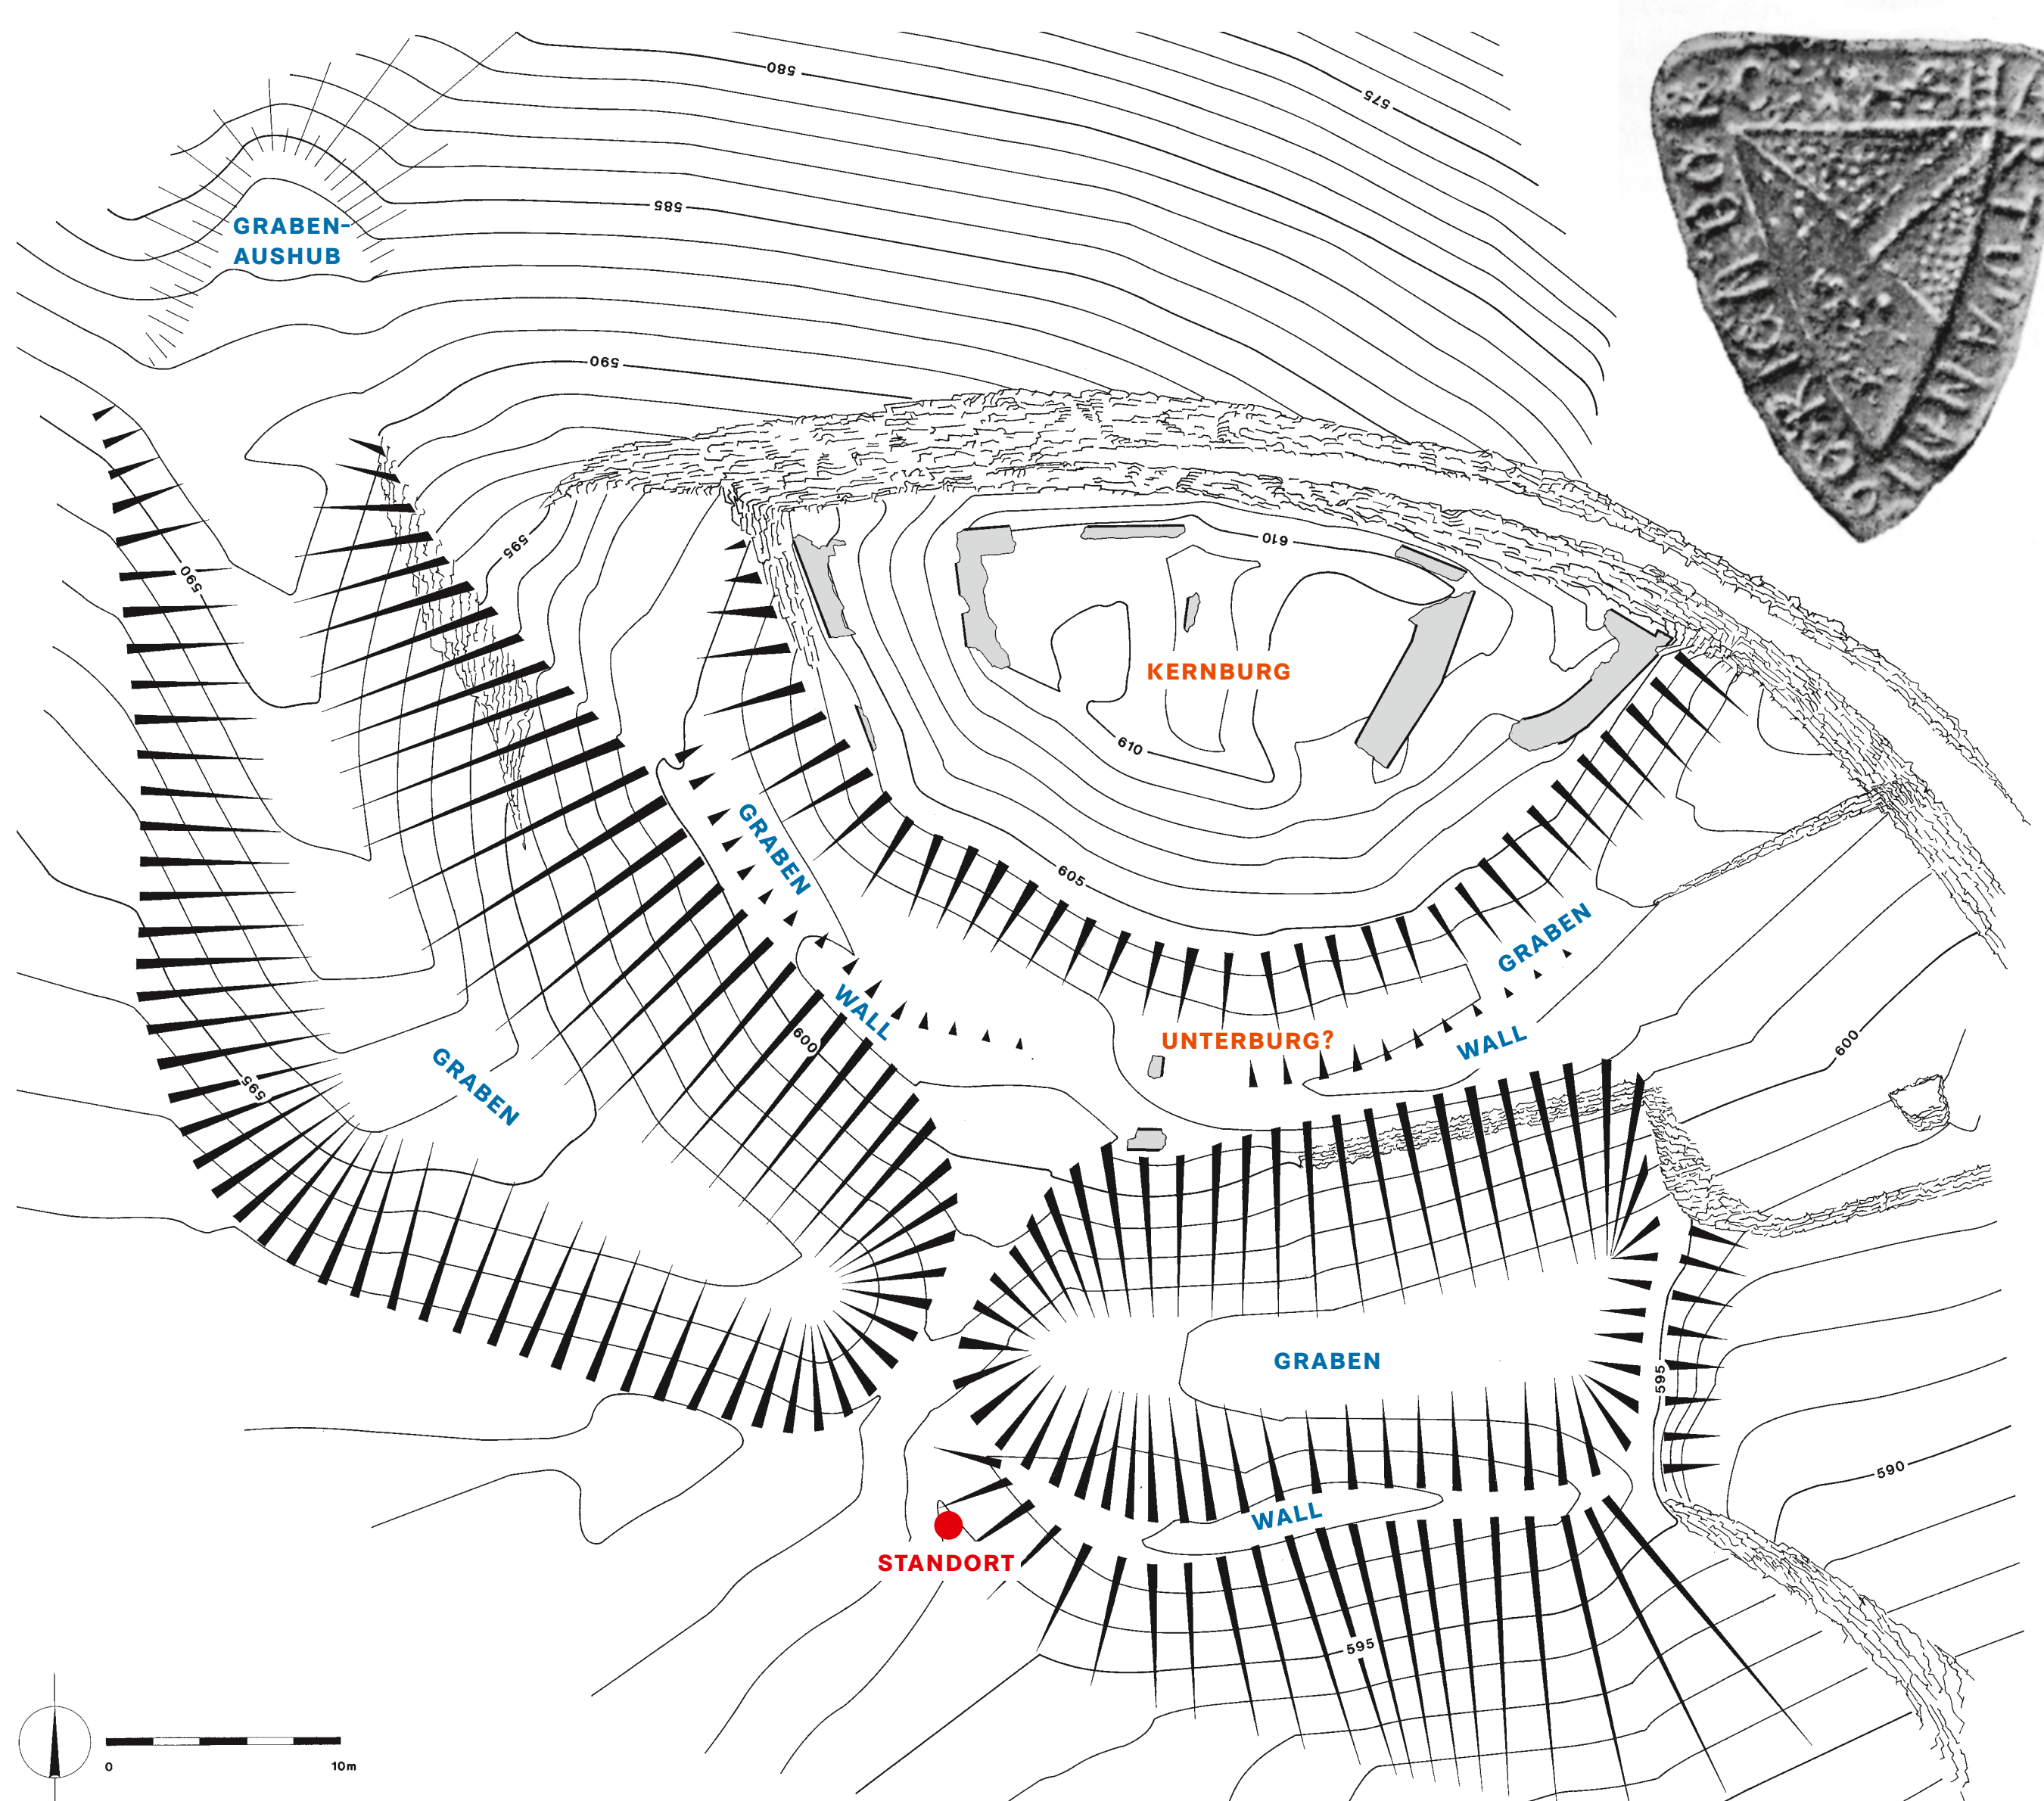 580
575
GRABEN-
AUSHUB
585
590
595
610
590
KERNBURG
610
GRABEN
605
GRABEN
WALL
600
UNTERBURG?
WALL
600
GRABEN
595
GRABEN
595
590
WALL
STANDORT
595
0 10m